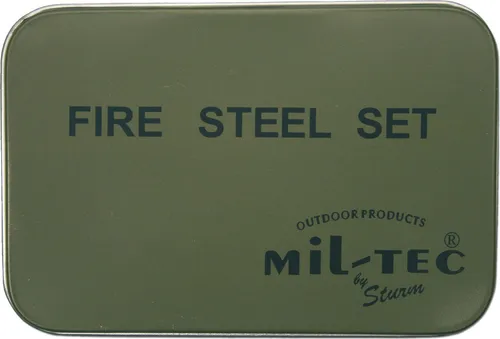 FIRE STEEL SET
OUTDOOR PRODUCTS
MiL-TEC®
by Sturm